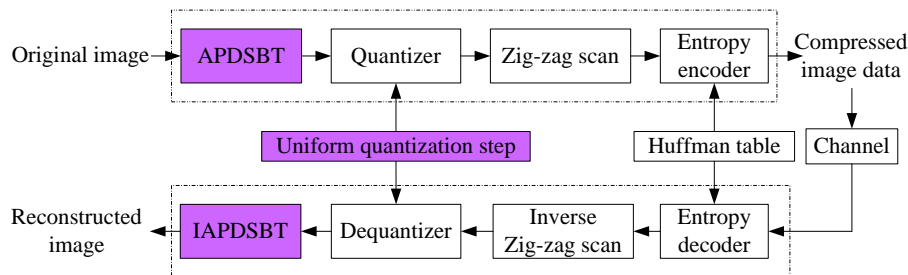 Original image
APDSBT
Quantizer
Zig-zag scan
Entropy
encoder
Compressed
image data
Uniform quantization step
Huffman table
Channel
Reconstructed
image
IAPDSBT
Dequantizer
Inverse
Zig-zag scan
Entropy
decoder